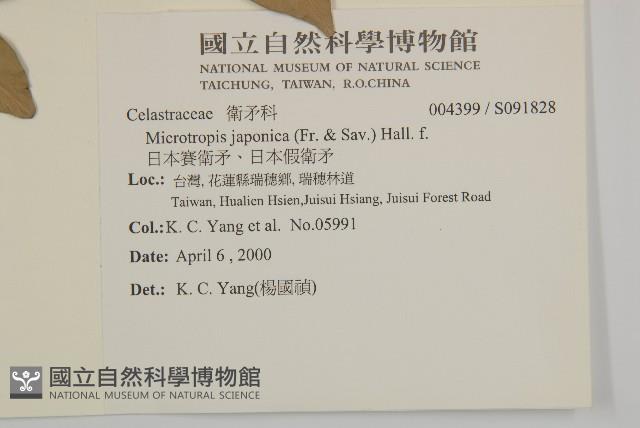 國立自然科學博物館
NATIONAL MUSEUM OF NATURAL SCIENCE
TAICHUNG, TAIWAN, R.O.CHINA
Celastraceae 衛矛科 004399 / S091828
Microtropis japonica (Fr. & Sav.) Hall. f.
日本賽衛矛、日本假衛矛
Loc.: 台灣, 花蓮縣瑞穗鄉, 瑞穗林道
Taiwan, Hualien Hsien,Juisui Hsiang, Juisui Forest Road
Col.:K. C. Yang et al. No.05991
Date: April 6 , 2000
Det.: K. C. Yang(楊國禎)
國立自然科學博物館
NATIONAL MUSEUM OF NATURAL SCIENCE